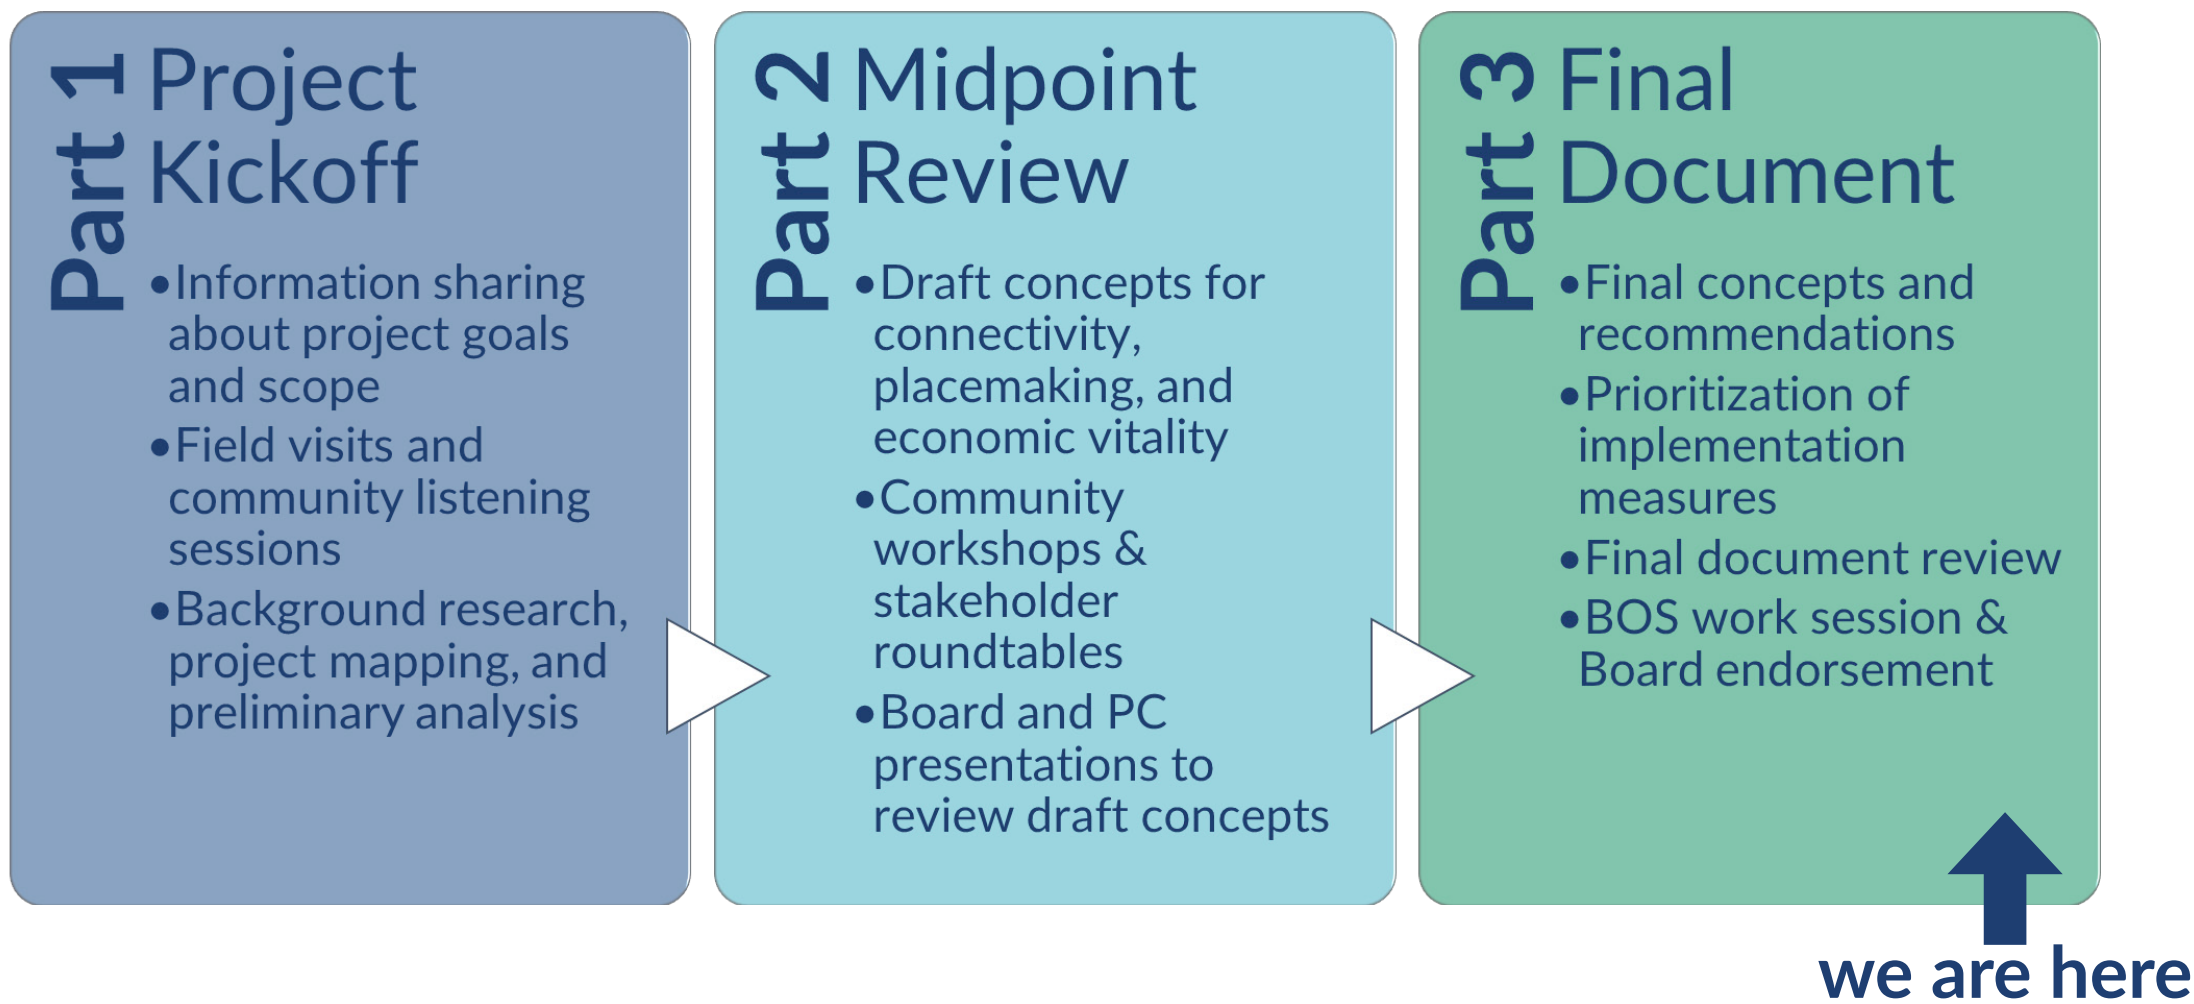 Part 1
Project
Kickoff
•Information sharing
about project goals
and scope
•Field visits and
community listening
sessions
•Background research,
project mapping, and
preliminary analysis
Part 2
Midpoint
Review
•Draft concepts for
connectivity,
placemaking, and
economic vitality
•Community
workshops &
stakeholder
roundtables
•Board and PC
presentations to
review draft concepts
Part 3
Final
Document
•Final concepts and
recommendations
•Prioritization of
implementation
measures
•Final document review
•BOS work session &
Board endorsement
we are here